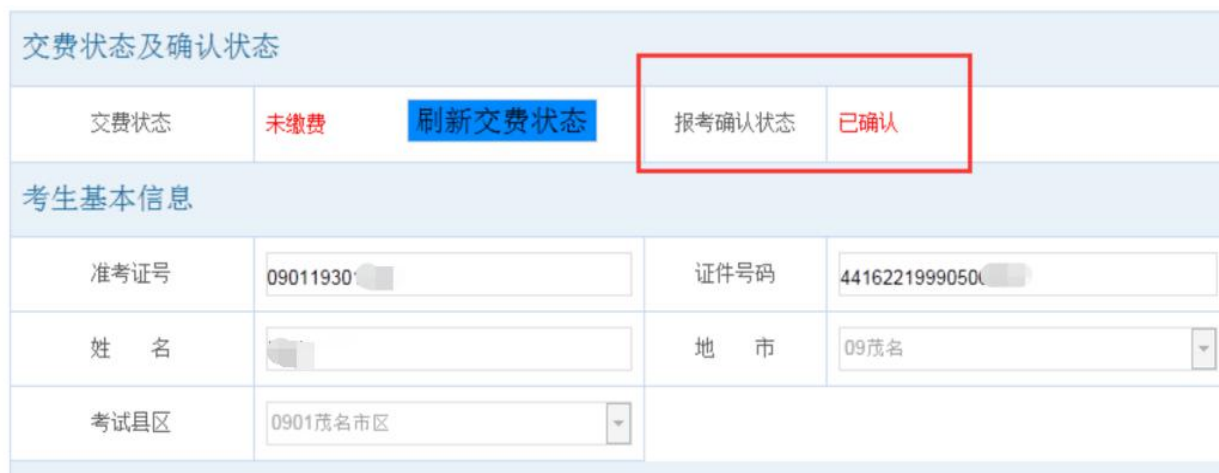 交费状态及确认状态
交费状态 未缴费 刷新交费状态 报考确认状态 已确认
考生基本信息
准考证号 090119301 证件号码 4416221999050
姓 名 地 市 09茂名
考试县区 0901茂名市区